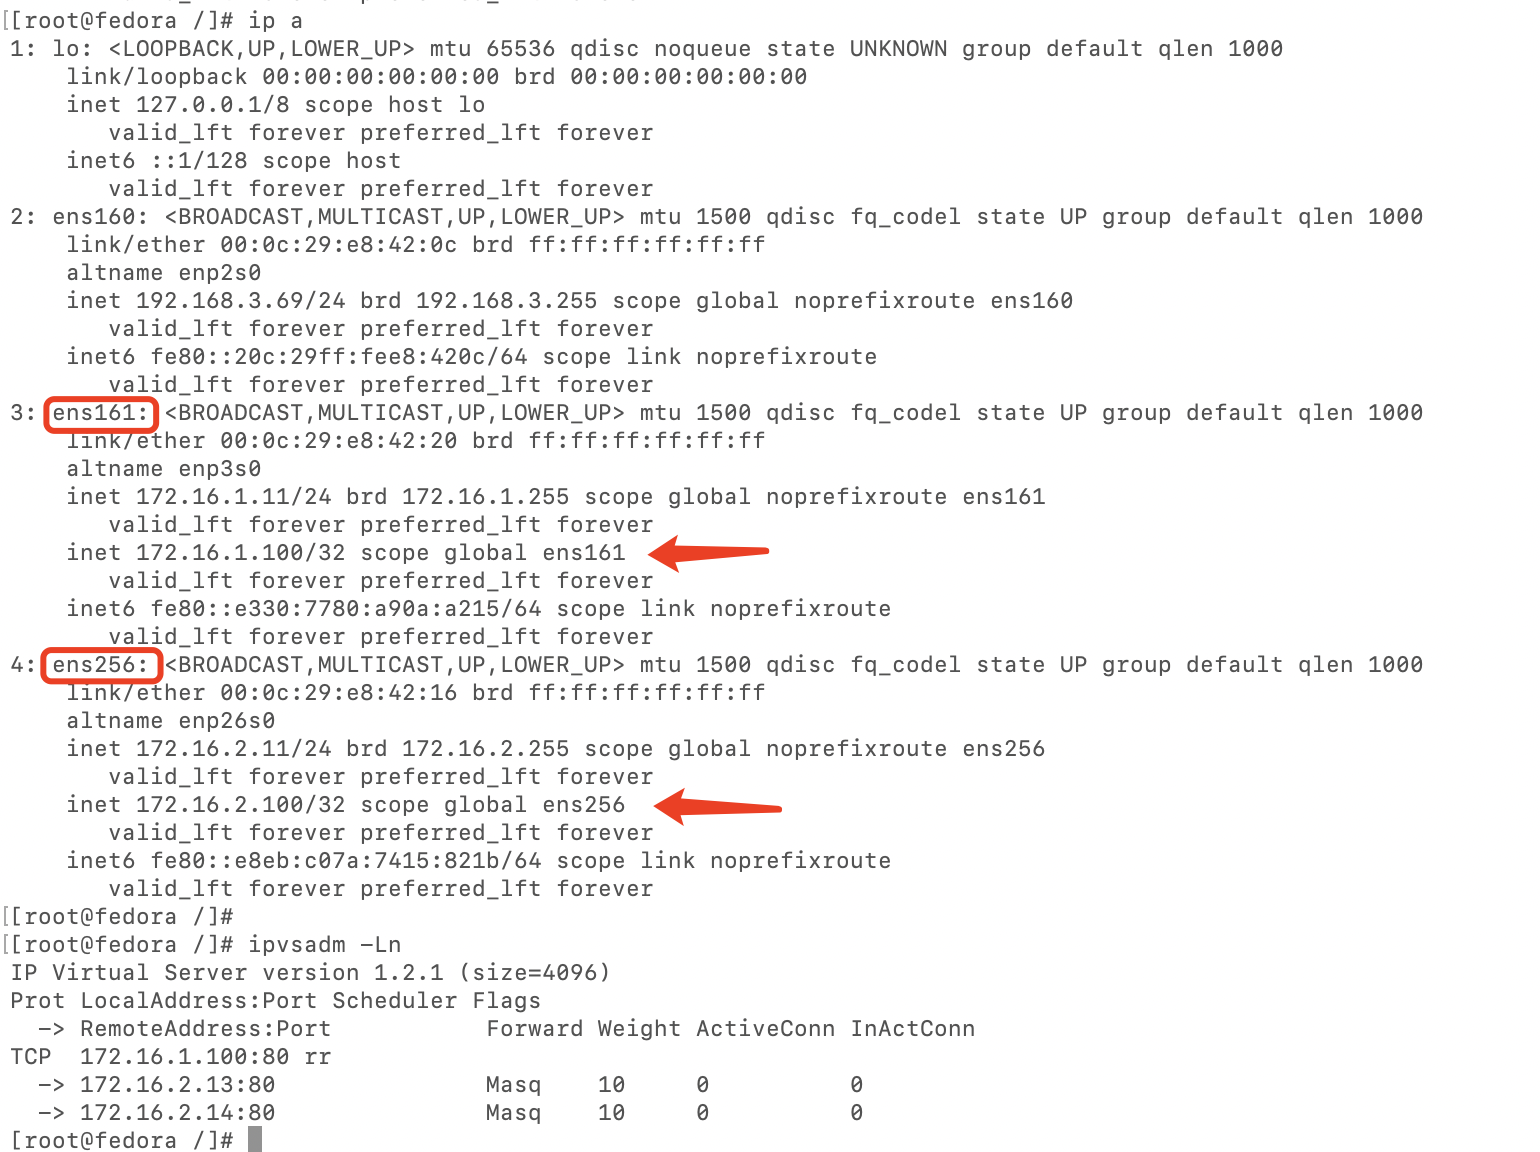 [[root@fedora /]# ip a
1: lo: <LOOPBACK,UP,LOWER_UP> mtu 65536 qdisc noqueue state UNKNOWN group default qlen 1000
    link/loopback 00:00:00:00:00:00 brd 00:00:00:00:00:00
    inet 127.0.0.1/8 scope host lo
       valid_lft forever preferred_lft forever
    inet6 ::1/128 scope host
       valid_lft forever preferred_lft forever
2: ens160: <BROADCAST,MULTICAST,UP,LOWER_UP> mtu 1500 qdisc fq_codel state UP group default qlen 1000
    link/ether 00:0c:29:e8:42:0c brd ff:ff:ff:ff:ff:ff
    altname enp2s0
    inet 192.168.3.69/24 brd 192.168.3.255 scope global noprefixroute ens160
       valid_lft forever preferred_lft forever
    inet6 fe80::20c:29ff:fee8:420c/64 scope link noprefixroute
       valid_lft forever preferred_lft forever
3: ens161: <BROADCAST,MULTICAST,UP,LOWER_UP> mtu 1500 qdisc fq_codel state UP group default qlen 1000
    link/ether 00:0c:29:e8:42:20 brd ff:ff:ff:ff:ff:ff
    altname enp3s0
    inet 172.16.1.11/24 brd 172.16.1.255 scope global noprefixroute ens161
       valid_lft forever preferred_lft forever
    inet 172.16.1.100/32 scope global ens161
       valid_lft forever preferred_lft forever
    inet6 fe80::e330:7780:a90a:a215/64 scope link noprefixroute
       valid_lft forever preferred_lft forever
4: ens256: <BROADCAST,MULTICAST,UP,LOWER_UP> mtu 1500 qdisc fq_codel state UP group default qlen 1000
    link/ether 00:0c:29:e8:42:16 brd ff:ff:ff:ff:ff:ff
    altname enp26s0
    inet 172.16.2.11/24 brd 172.16.2.255 scope global noprefixroute ens256
       valid_lft forever preferred_lft forever
    inet 172.16.2.100/32 scope global ens256
       valid_lft forever preferred_lft forever
    inet6 fe80::e8eb:c07a:7415:821b/64 scope link noprefixroute
       valid_lft forever preferred_lft forever
[[root@fedora /]#
[[root@fedora /]# ipvsadm -Ln
IP Virtual Server version 1.2.1 (size=4096)
Prot LocalAddress:Port Scheduler Flags
  -> RemoteAddress:Port           Forward Weight ActiveConn InActConn
TCP  172.16.1.100:80 rr
  -> 172.16.2.13:80               Masq    10     0          0
  -> 172.16.2.14:80               Masq    10     0          0
[root@fedora /]#